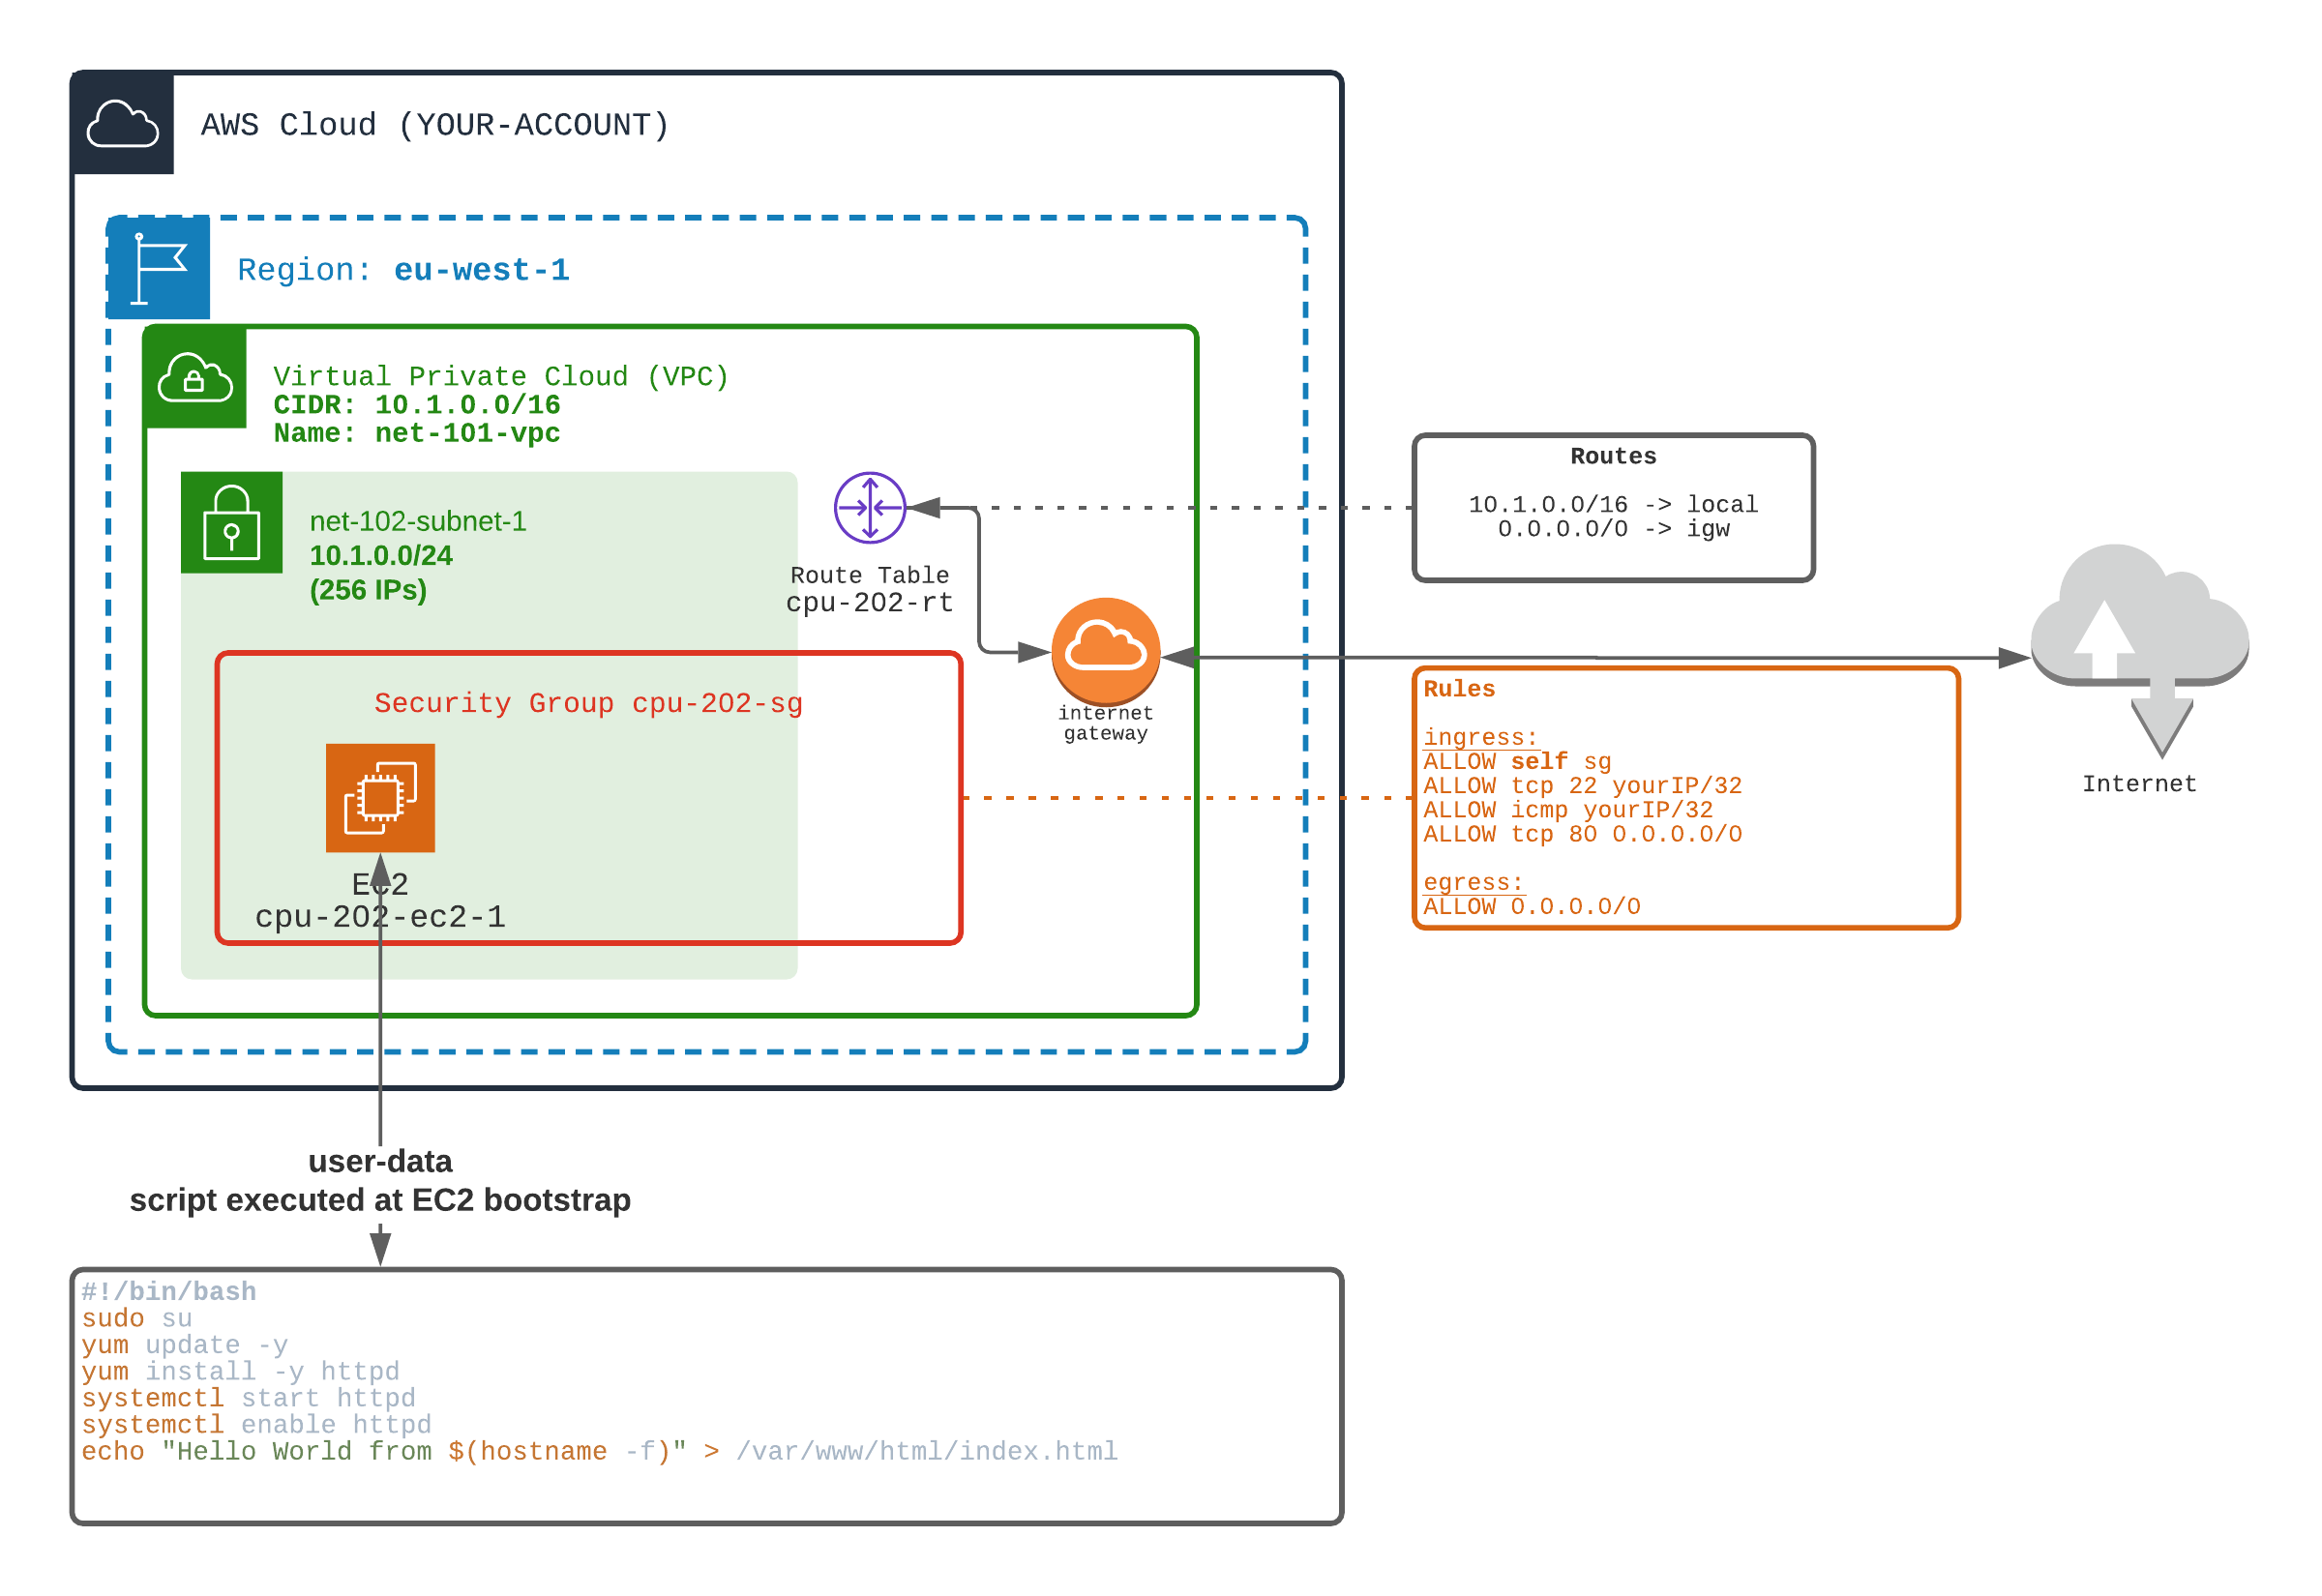 AWS Cloud (YOUR-ACCOUNT)
Region: eu-west-1
Virtual Private Cloud (VPC)
CIDR: 10.1.0.0/16
Name: net-101-vpc
net-102-subnet-1
10.1.0.0/24
(256 IPs)
Route Table
cpu-202-rt
Routes
10.1.0.0/16 -> local
0.0.0.0/0 -> igw
internet
gateway
Internet
Security Group cpu-202-sg
EC2
cpu-202-ec2-1
Rules
ingress:
ALLOW self sg
ALLOW tcp 22 yourIP/32
ALLOW icmp yourIP/32
ALLOW tcp 80 0.0.0.0/0
egress:
ALLOW 0.0.0.0/0
user-data
script executed at EC2 bootstrap
#!/bin/bash
sudo su
yum update -y
yum install -y httpd
systemctl start httpd
systemctl enable httpd
echo "Hello World from $(hostname -f)" > /var/www/html/index.html